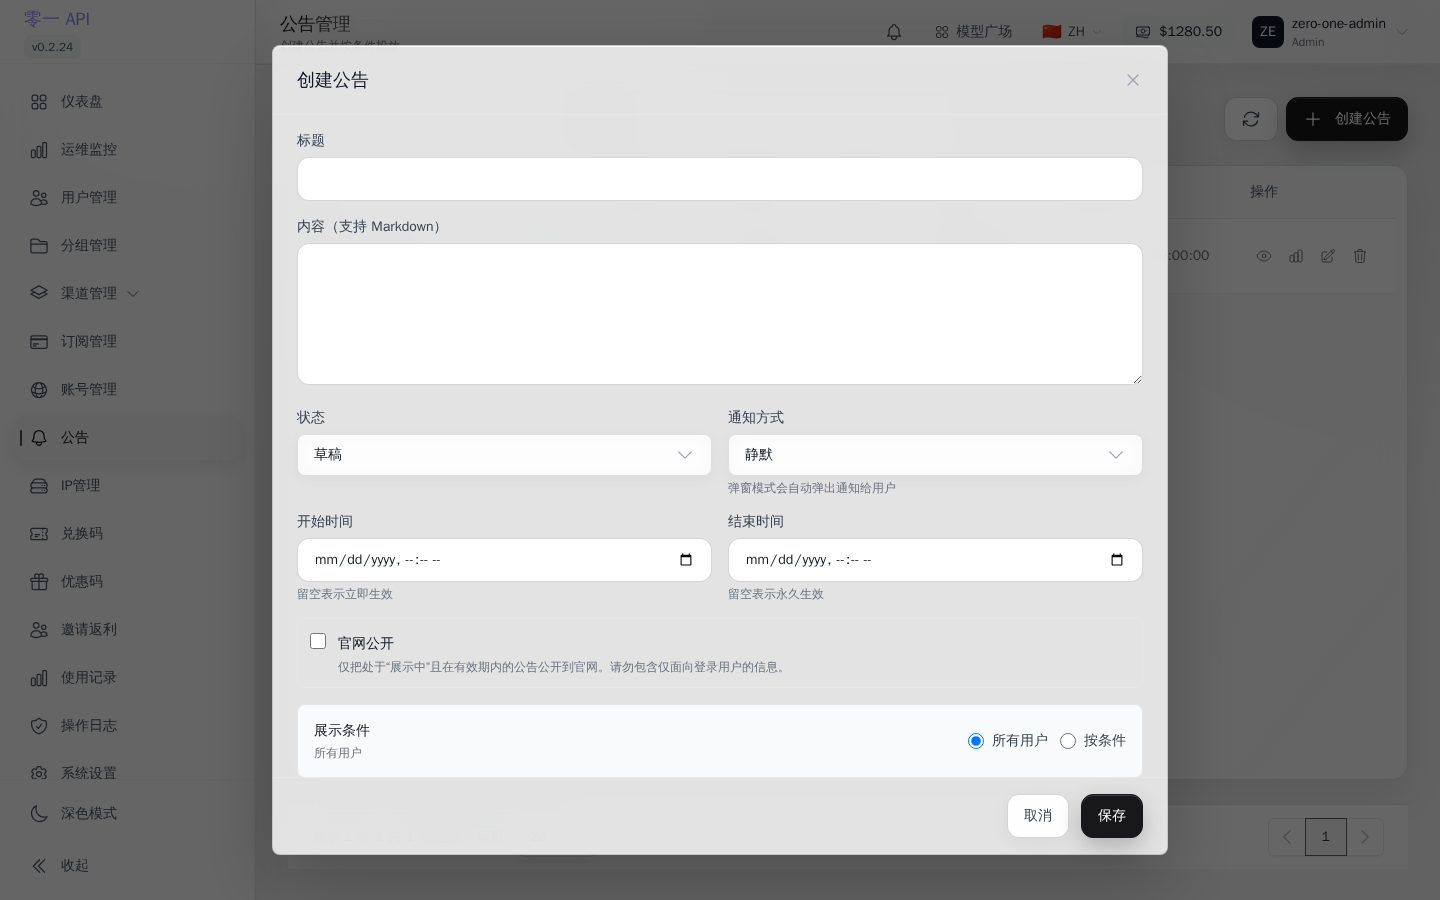 零一 API
v0.2.24
仪表盘
运维监控
用户管理
分组管理
渠道管理
订阅管理
账号管理
公告
IP管理
兑换码
优惠码
邀请返利
使用记录
操作日志
系统设置
深色模式
收起
公告管理
模型广场
🇨🇳 ZH
$1280.50
ZE
zero-one-admin
Admin
创建公告
操作
:00:00
1
创建公告
标题
内容（支持 Markdown）
状态
通知方式
草稿
静默
弹窗模式会自动弹出通知给用户
开始时间
结束时间
mm/dd/yyyy, --:-- --
mm/dd/yyyy, --:-- --
留空表示立即生效
留空表示永久生效
官网公开
仅把处于“展示中”且在有效期内的公告公开到官网。请勿包含仅面向登录用户的信息。
展示条件
所有用户
所有用户
按条件
取消
保存